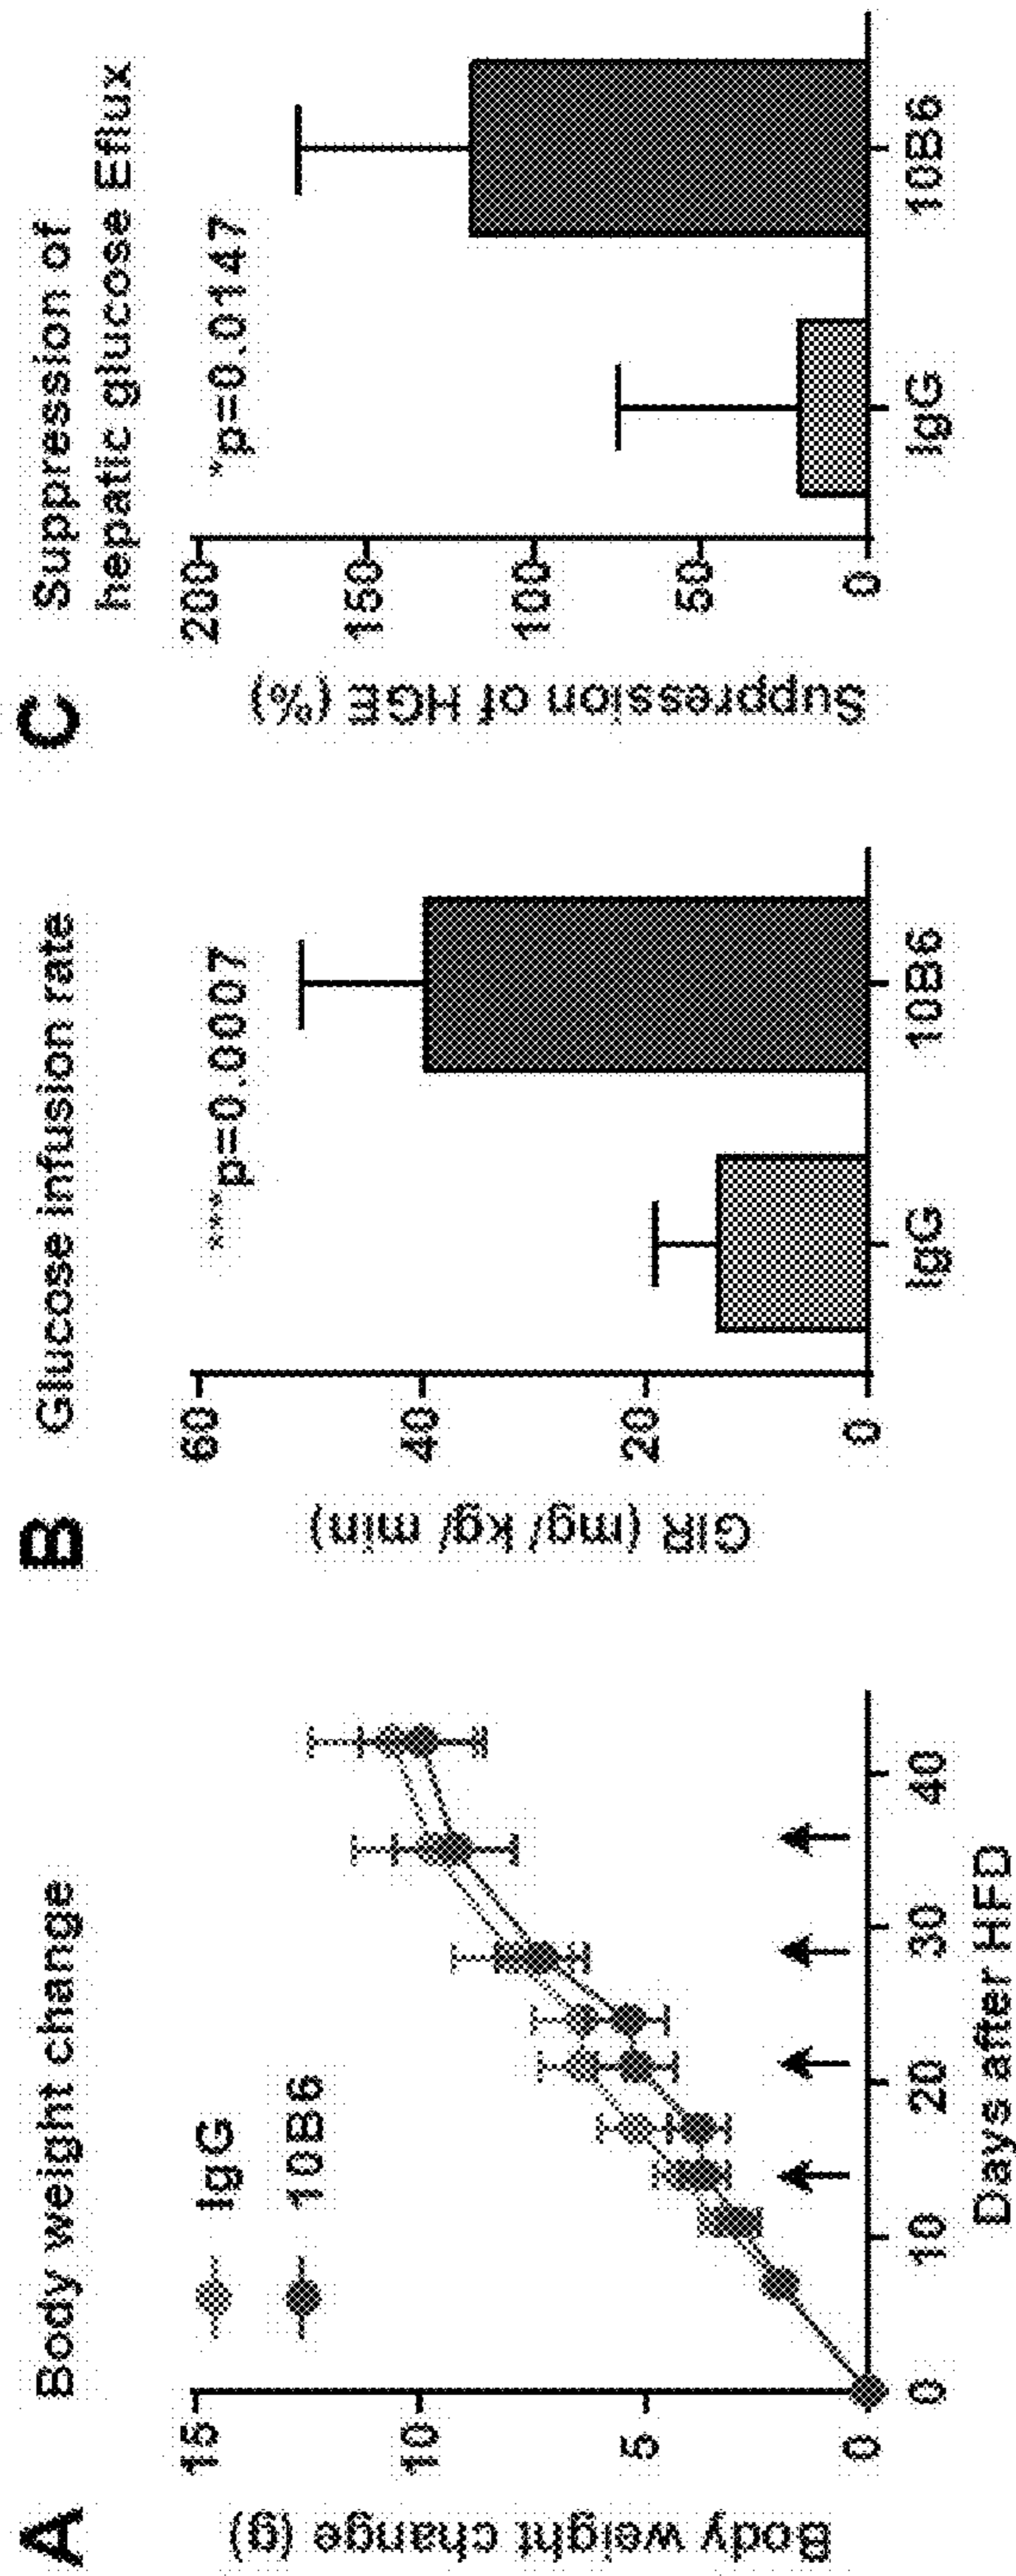 A
Body weight change
Body weight change (g)
15
10
5
0
IgG
10B6
0
10
20
30
40
Days after HFD
B
Glucose infusion rate
GIR (mg/ kg/ min)
60
40
20
0
***p=0.0007
IgG
10B6
C
Suppression of
hepatic glucose Eflux
Suppression of HGE (%)
200
150
100
50
0
*p=0.0147
IgG
10B6